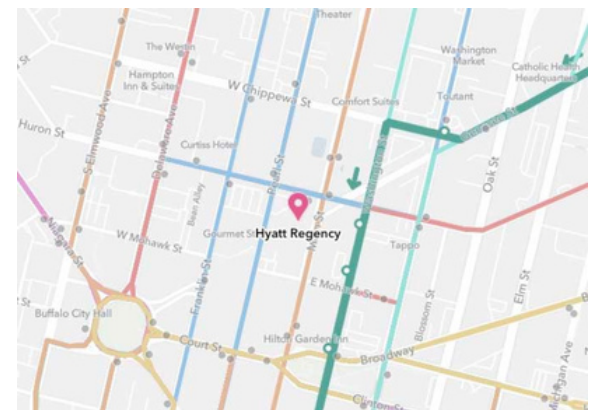 Theater
The Westin
Washington
Market
Catholic Health
Headquarters
Hampton
Inn & Suites
S Elmwood Ave
Delaware Ave
W Chippewa St
Comfort Suites
Toutant
Huron St
Curtiss Hotel
Pearl St
Washington St
Oak St
Bean Alley
Gourmet St
Hyatt Regency
Main St
Tappo
Niagara St
W Mohawk St
Franklin St
E Mohawk St
Elm St
Blossom St
Buffalo City Hall
Court St
Hilton Garden Inn
Broadway
Michigan Ave
Clinton St